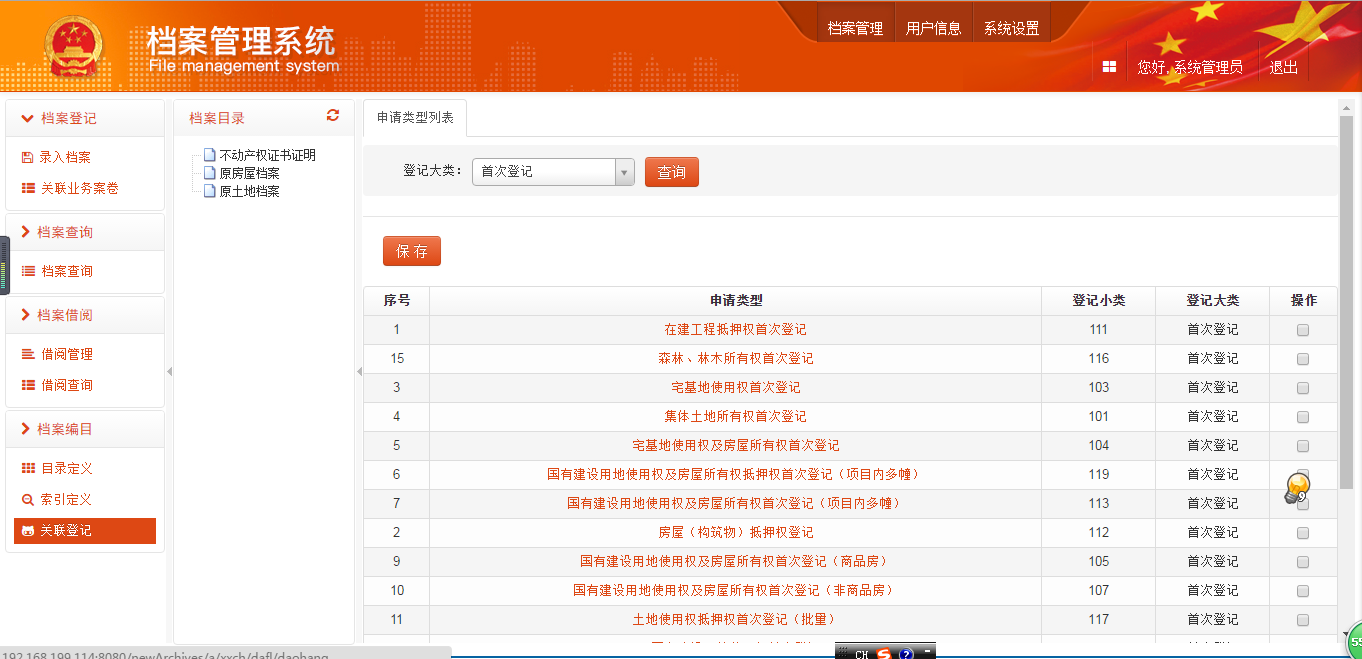 档案管理系统
File management system
档案管理 用户信息 系统设置
您好, 系统管理员 退出
档案登记
录入档案
关联业务案卷
档案查询
档案查询
档案借阅
借阅管理
借阅查询
档案编目
目录定义
索引定义
关联登记
档案目录
不动产权证书证明
原房屋档案
原土地档案
申请类型列表
登记大类： 首次登记 查询
保 存
序号 申请类型 登记小类 登记大类 操作
1 在建工程抵押权首次登记 111 首次登记
15 森林、林木所有权首次登记 116 首次登记
3 宅基地使用权首次登记 103 首次登记
4 集体土地所有权首次登记 101 首次登记
5 宅基地使用权及房屋所有权首次登记 104 首次登记
6 国有建设用地使用权及房屋所有权抵押权首次登记（项目内多幢） 119 首次登记
7 国有建设用地使用权及房屋所有权首次登记（项目内多幢） 113 首次登记
2 房屋（构筑物）抵押权登记 112 首次登记
9 国有建设用地使用权及房屋所有权首次登记（商品房） 105 首次登记
10 国有建设用地使用权及房屋所有权首次登记（非商品房） 107 首次登记
11 土地使用权抵押权首次登记（批量） 117 首次登记
192.168.199.114:8080/newArchives/a/xxcb/dafl/daohang
CH
55